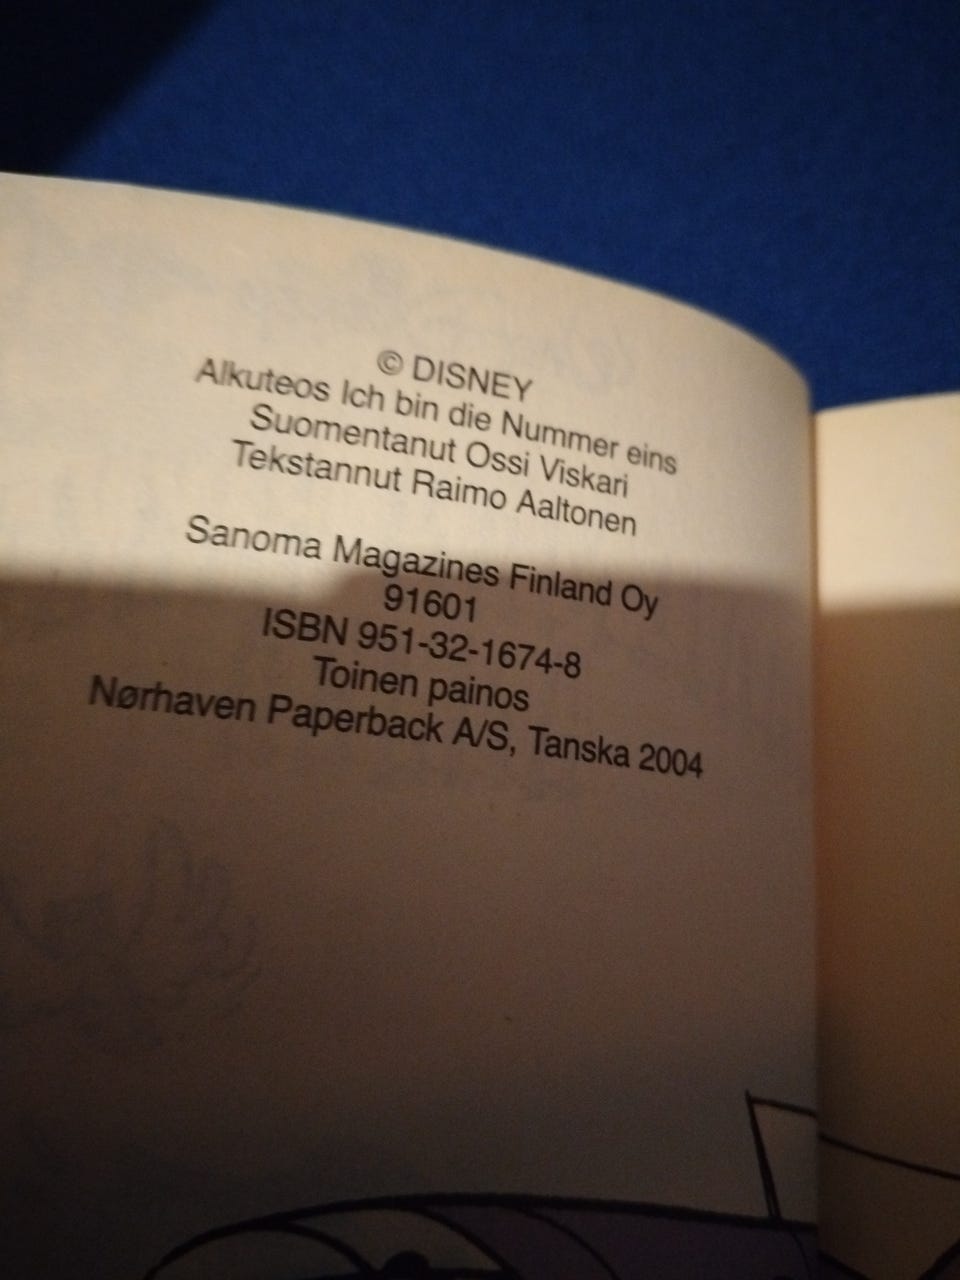 © DISNEY
Alkuteos Ich bin die Nummer eins
Suomentanut Ossi Viskari
Tekstannut Raimo Aaltonen
Sanoma Magazines Finland Oy
91601
ISBN 951-32-1674-8
Toinen painos
Nørhaven Paperback A/S, Tanska 2004